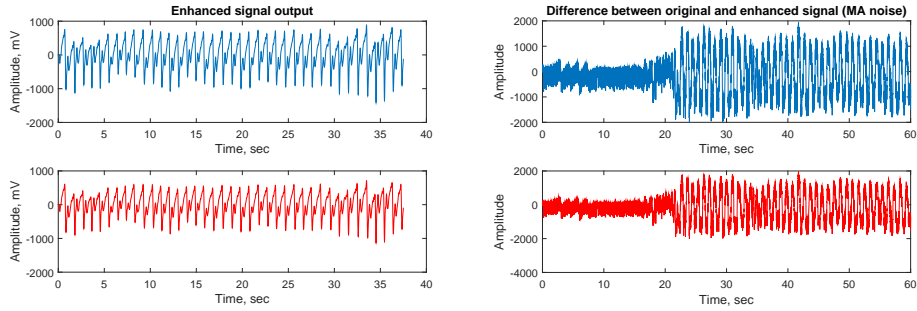 Enhanced signal output
Amplitude, mV
1000
0
-1000
-2000
0 5 10 15 20 25 30 35 40
Time, sec
Difference between original and enhanced signal (MA noise)
Amplitude
2000
1000
0
-1000
-2000
0 10 20 30 40 50 60
Time, sec
Amplitude, mV
1000
0
-1000
-2000
0 5 10 15 20 25 30 35 40
Time, sec
Amplitude,
2000
0
-2000
-4000
0 10 20 30 40 50 60
Time, sec